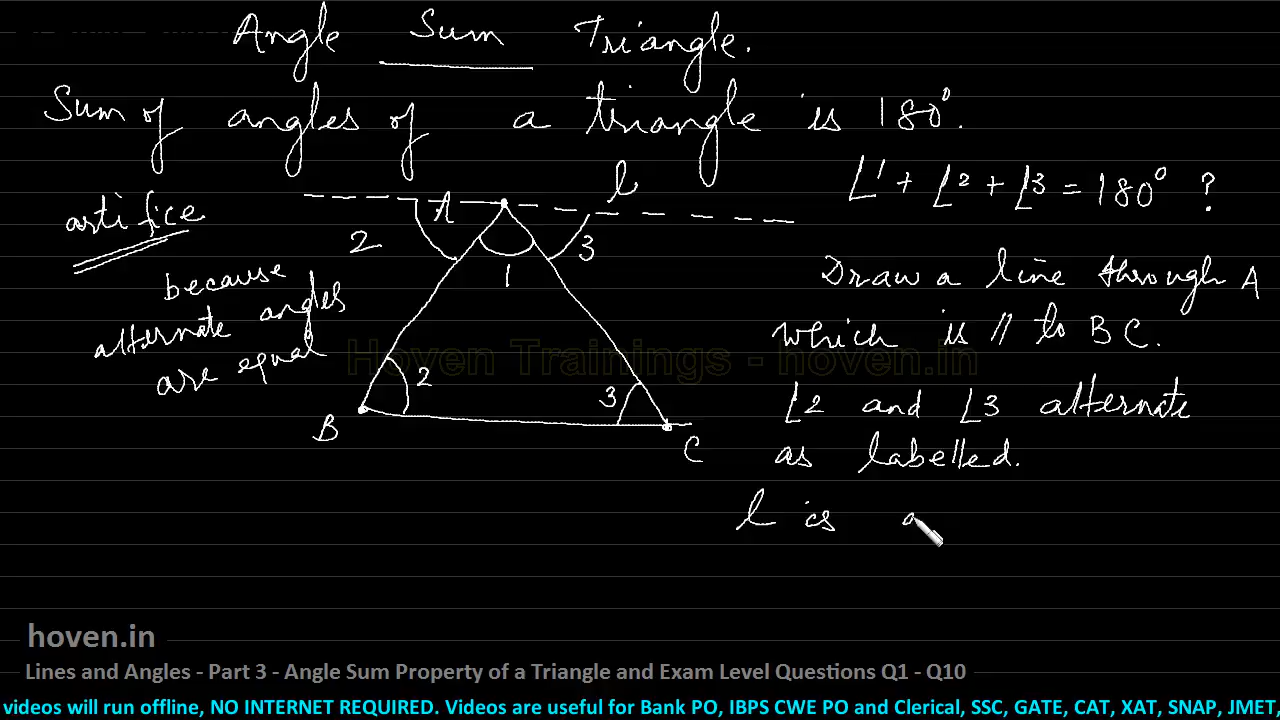 Angle Sum Triangle.
Sum of angles of a triangle is 180°.
∠1 + ∠2 + ∠3 = 180° ?
artifice
because
alternate angles
are equal
A
l
2
3
1
2
3
B
C
Draw a line through A
which is // to BC.
∠2 and ∠3 alternate
as labelled.
l is a
Hoven Trainings - hoven.in
hoven.in
Lines and Angles - Part 3 - Angle Sum Property of a Triangle and Exam Level Questions Q1 - Q10
videos will run offline, NO INTERNET REQUIRED. Videos are useful for Bank PO, IBPS CWE PO and Clerical, SSC, GATE, CAT, XAT, SNAP, JMET,